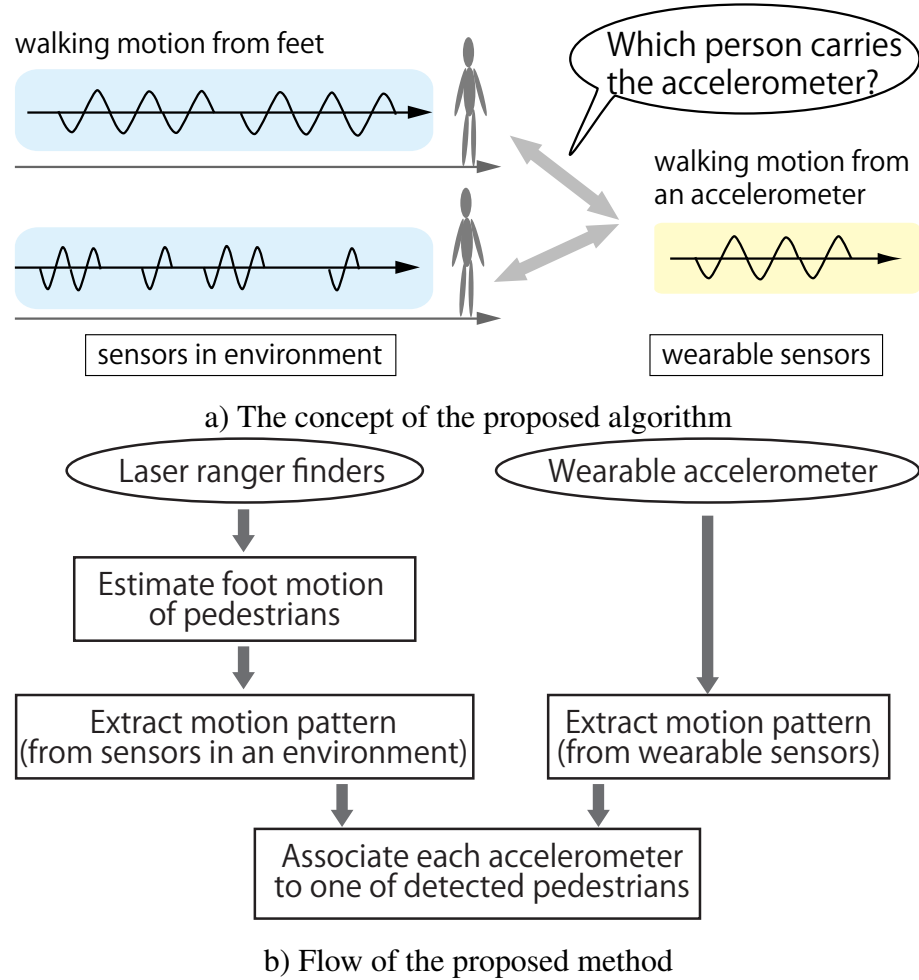 walking motion from feet
Which person carries
the accelerometer?
walking motion from
an accelerometer
sensors in environment
wearable sensors
a) The concept of the proposed algorithm
Laser ranger finders
Wearable accelerometer
Estimate foot motion
of pedestrians
Extract motion pattern
(from sensors in an environment)
Extract motion pattern
(from wearable sensors)
Associate each accelerometer
to one of detected pedestrians
b) Flow of the proposed method